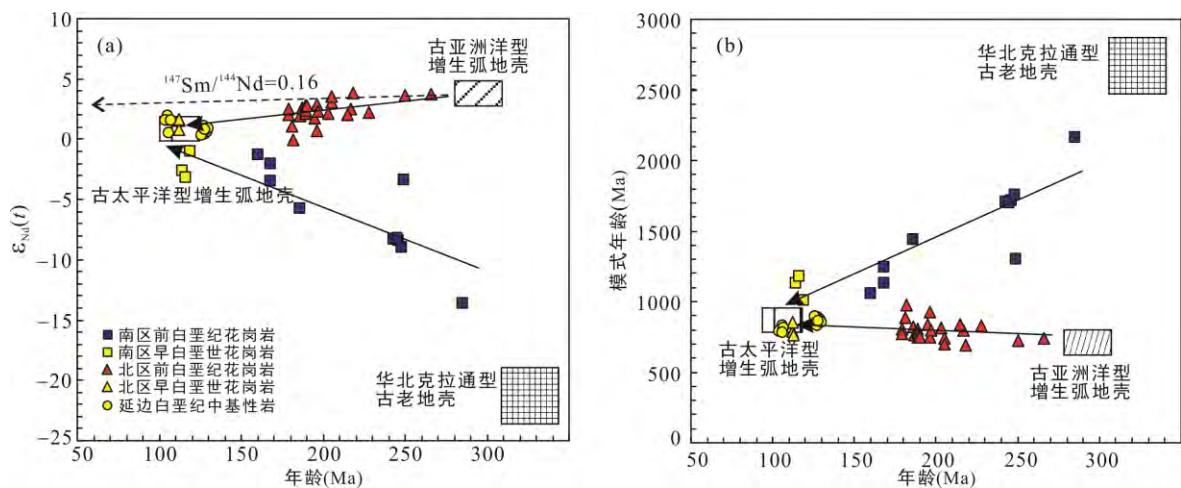 (a)
古亚洲洋型
增生弧地壳
¹⁴⁷Sm/¹⁴⁴Nd=0.16
古太平洋型增生弧地壳
南区前白垩纪花岗岩
南区早白垩世花岗岩
北区前白垩纪花岗岩
北区早白垩世花岗岩
延边白垩纪中基性岩
华北克拉通型
古老地壳
10
5
0
−5
−10
−15
−20
−25
εNd(t)
50
100
150
200
250
300
年龄(Ma)
(b)
华北克拉通型
古老地壳
古太平洋型
增生弧地壳
古亚洲洋型
增生弧地壳
3000
2500
2000
1500
1000
500
0
模式年龄(Ma)
50
100
150
200
250
300
年龄(Ma)